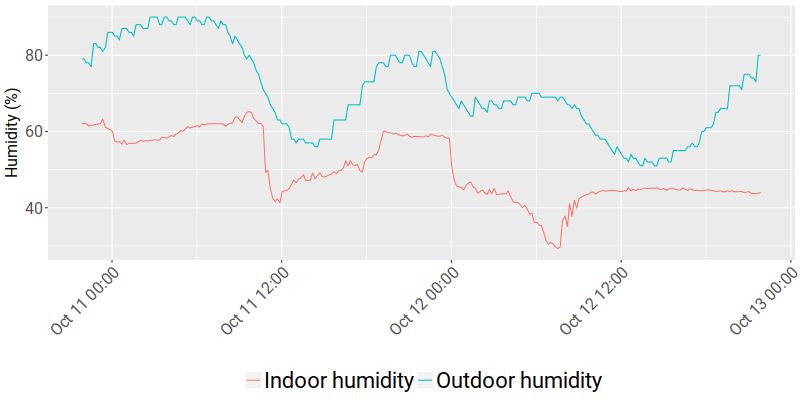 Humidity (%)
80
60
40
Oct 11 00:00
Oct 11 12:00
Oct 12 00:00
Oct 12 12:00
Oct 13 00:00
Indoor humidity Outdoor humidity